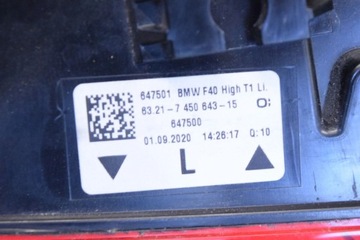 647501 BMW F40 High T1 Li.
63.21-7 450 643-15
647500
01.09.2020 14:26:17 Q:10
L